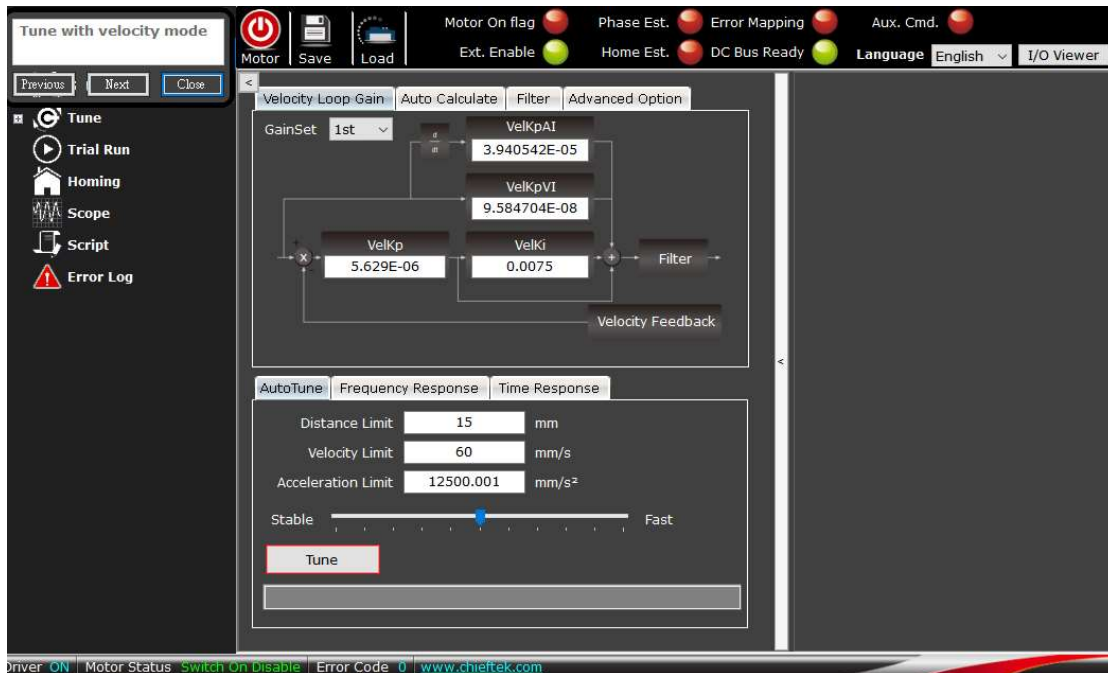 Tune with velocity mode
Previous
Next
Close
Tune
Trial Run
Homing
Scope
Script
Error Log
Motor
Save
Load
Motor On flag
Phase Est.
Error Mapping
Aux. Cmd.
Ext. Enable
Home Est.
DC Bus Ready
Language
English
I/O Viewer
<
Velocity Loop Gain
Auto Calculate
Filter
Advanced Option
GainSet
1st
VelKpAI
3.940542E-05
VelKpVI
9.584704E-08
VelKp
5.629E-06
VelKi
0.0075
Filter
Velocity Feedback
<
AutoTune
Frequency Response
Time Response
Distance Limit 15 mm
Velocity Limit 60 mm/s
Acceleration Limit 12500.001 mm/s²
Stable
Fast
Tune
Driver ON
Motor Status Switch On Disable
Error Code 0
www.chieftek.com